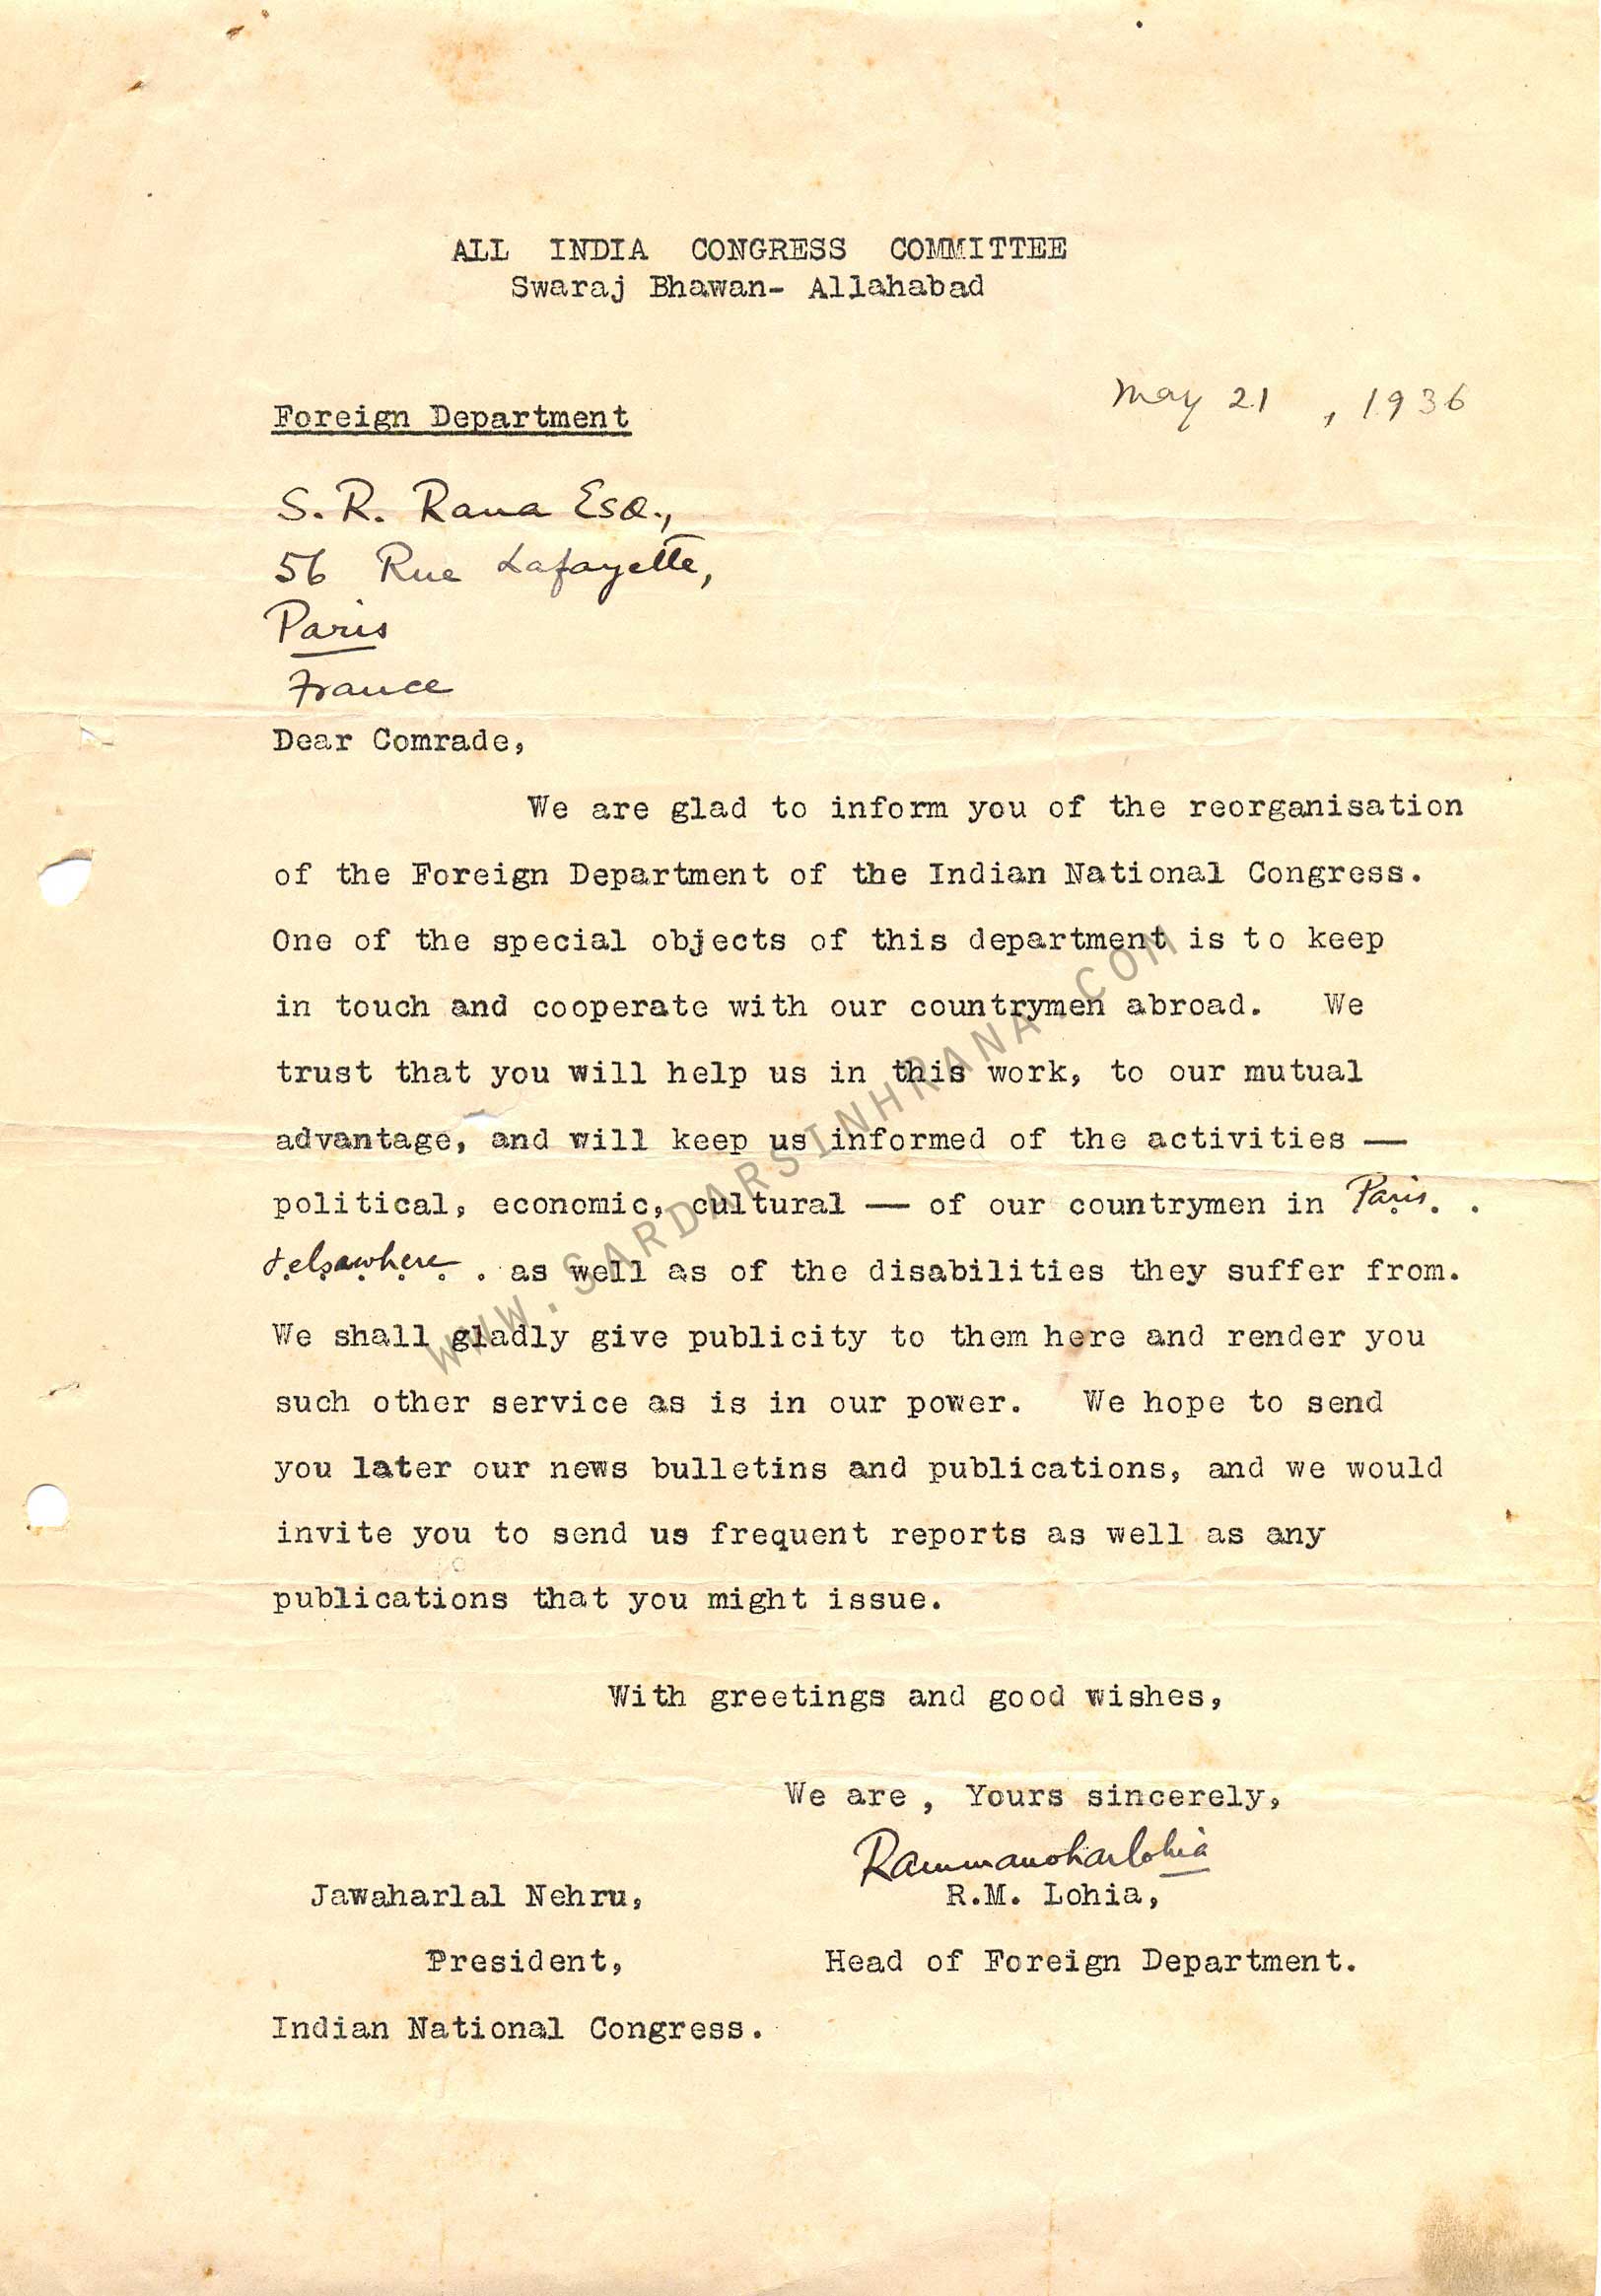 ALL INDIA CONGRESS COMMITTEE
Swaraj Bhawan- Allahabad
May 21 , 1936
Foreign Department
S. R. Rana Esq.,
56 Rue Lafayette,
Paris
France
Dear Comrade,
We are glad to inform you of the reorganisation
of the Foreign Department of the Indian National Congress.
One of the special objects of this department is to keep
in touch and cooperate with our countrymen abroad. We
trust that you will help us in this work, to our mutual
advantage, and will keep us informed of the activities —
political, economic, cultural — of our countrymen in Paris. .
& elsewhere . as well as of the disabilities they suffer from.
We shall gladly give publicity to them here and render you
such other service as is in our power. We hope to send
you later our news bulletins and publications, and we would
invite you to send us frequent reports as well as any
publications that you might issue.
With greetings and good wishes,
We are , Yours sincerely,
Rammanoharlohia
Jawaharlal Nehru, R.M. Lohia,
President, Head of Foreign Department.
Indian National Congress.
WWW.SARDARSINHRANA.COM